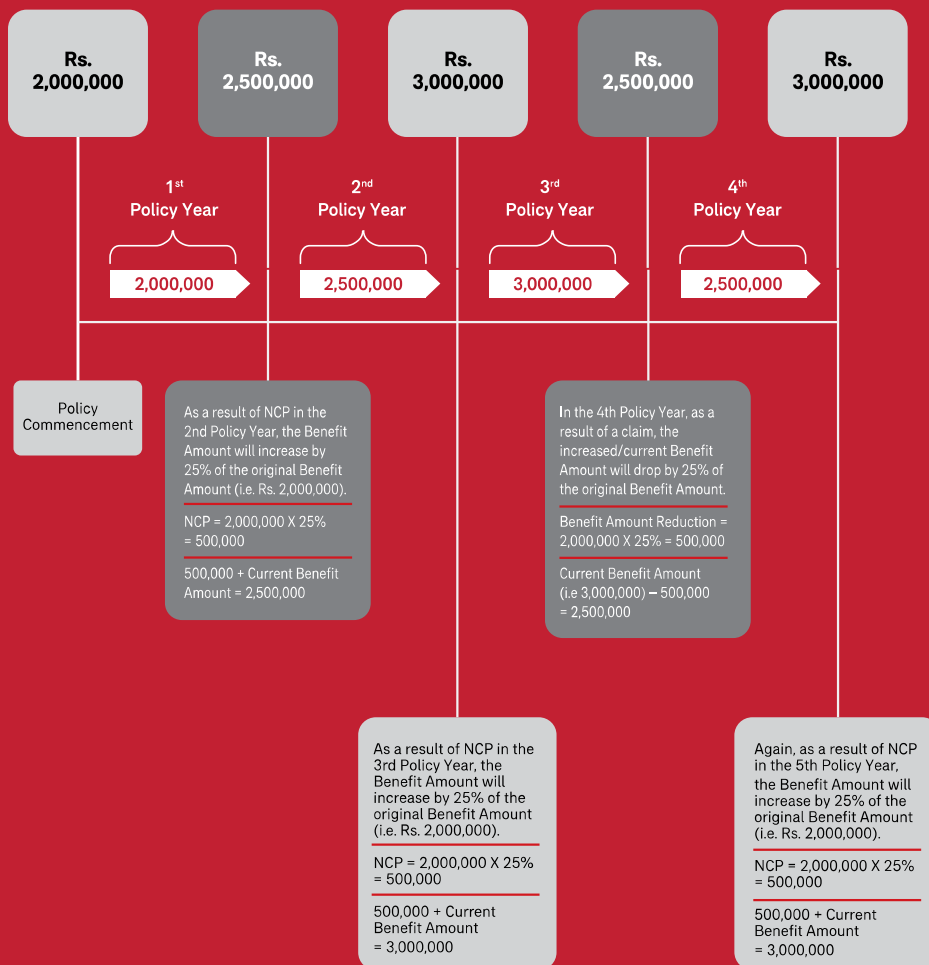 Rs.
2,000,000
Rs.
2,500,000
Rs.
3,000,000
Rs.
2,500,000
Rs.
3,000,000
1st
Policy Year
2nd
Policy Year
3rd
Policy Year
4th
Policy Year
2,000,000
2,500,000
3,000,000
2,500,000
Policy
Commencement
As a result of NCP in the
2nd Policy Year, the Benefit
Amount will increase by
25% of the original Benefit
Amount (i.e. Rs. 2,000,000).
NCP = 2,000,000 X 25%
= 500,000
500,000 + Current Benefit
Amount = 2,500,000
In the 4th Policy Year, as a
result of a claim, the
increased/current Benefit
Amount will drop by 25% of
the original Benefit Amount.
Benefit Amount Reduction =
2,000,000 X 25% = 500,000
Current Benefit Amount
(i.e 3,000,000) – 500,000
= 2,500,000
As a result of NCP in the
3rd Policy Year, the
Benefit Amount will
increase by 25% of the
original Benefit Amount
(i.e. Rs. 2,000,000).
NCP = 2,000,000 X 25%
= 500,000
500,000 + Current
Benefit Amount
= 3,000,000
Again, as a result of NCP
in the 5th Policy Year,
the Benefit Amount will
increase by 25% of the
original Benefit Amount
(i.e. Rs. 2,000,000).
NCP = 2,000,000 X 25%
= 500,000
500,000 + Current
Benefit Amount
= 3,000,000